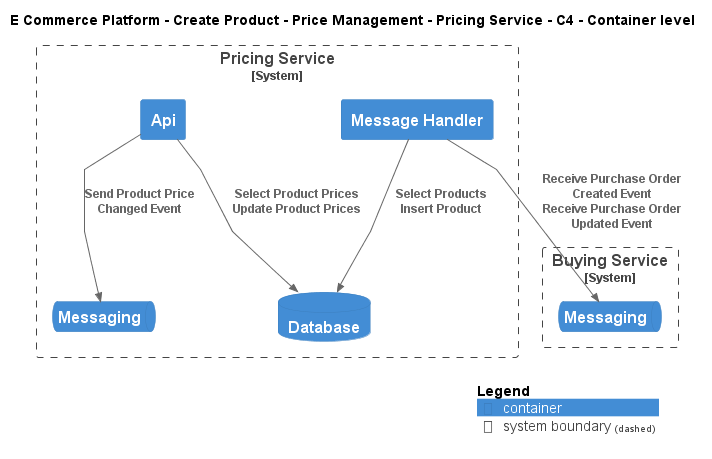 E Commerce Platform - Create Product - Price Management - Pricing Service - C4 - Container level
Pricing Service
[System]
Api
Message Handler
Send Product Price
Changed Event
Select Product Prices
Update Product Prices
Select Products
Insert Product
Receive Purchase Order
Created Event
Receive Purchase Order
Updated Event
Buying Service
[System]
Messaging
Database
Messaging
Legend
container
system boundary (dashed)